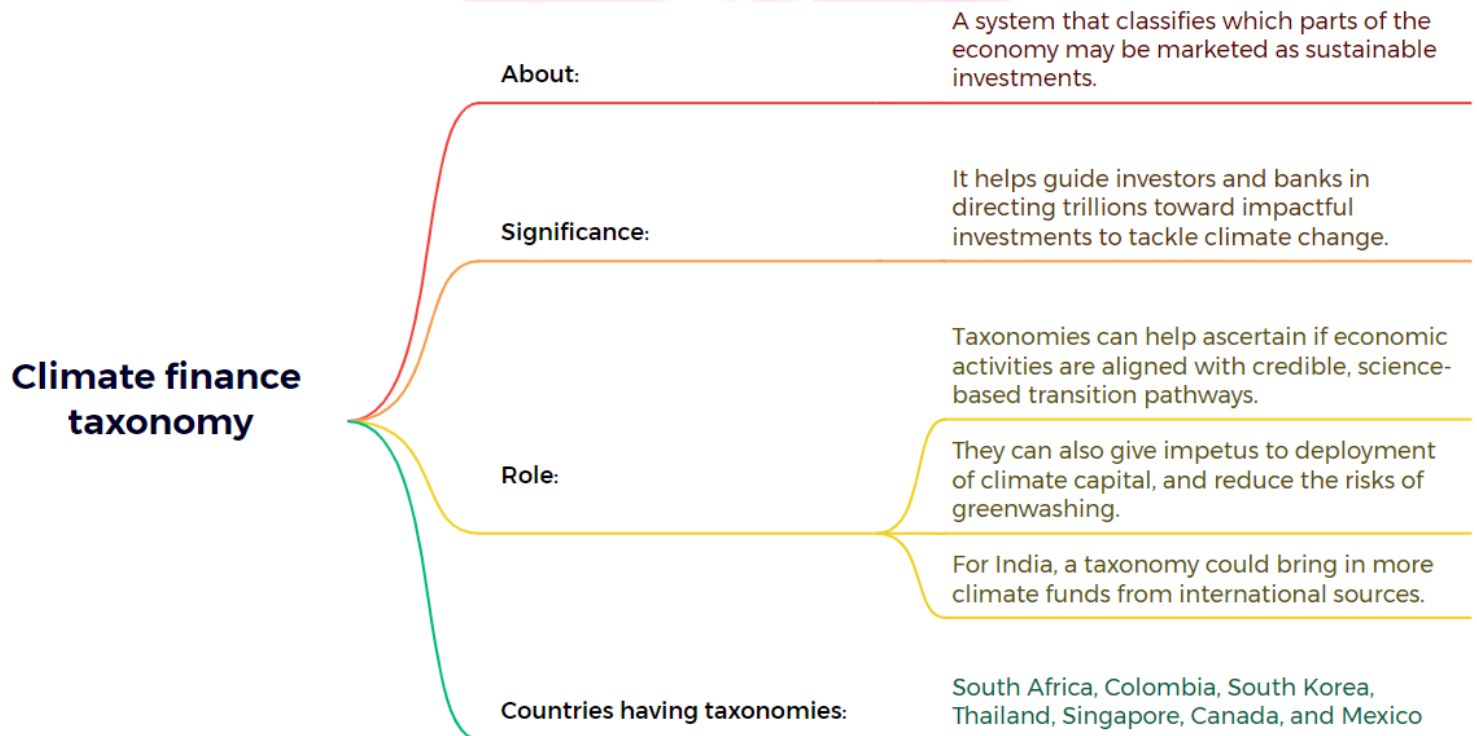 A system that classifies which parts of the
economy may be marketed as sustainable
investments.
About:
It helps guide investors and banks in
directing trillions toward impactful
investments to tackle climate change.
Significance:
Climate finance
taxonomy
Taxonomies can help ascertain if economic
activities are aligned with credible, science-
based transition pathways.
They can also give impetus to deployment
of climate capital, and reduce the risks of
greenwashing.
Role:
For India, a taxonomy could bring in more
climate funds from international sources.
Countries having taxonomies:
South Africa, Colombia, South Korea,
Thailand, Singapore, Canada, and Mexico